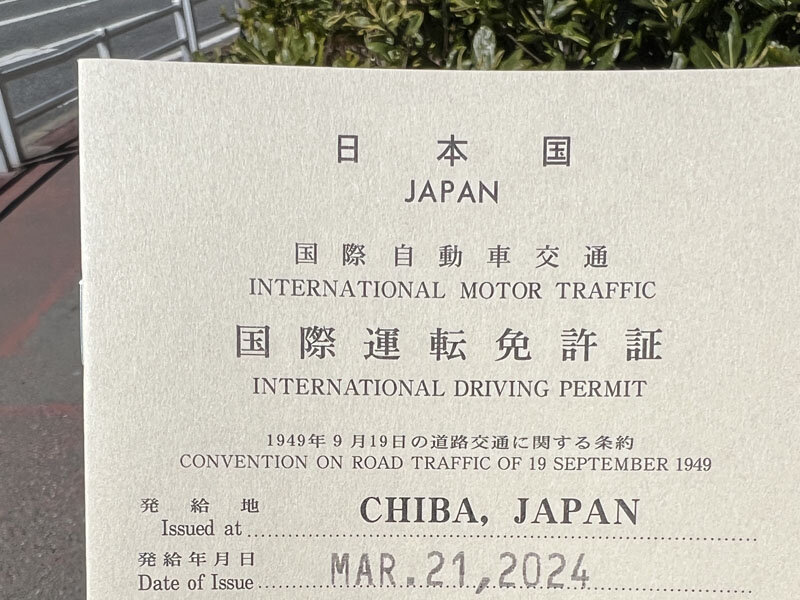 日本国
JAPAN
国際自動車交通
INTERNATIONAL MOTOR TRAFFIC
国際運転免許証
INTERNATIONAL DRIVING PERMIT
1949年9月19日の道路交通に関する条約
CONVENTION ON ROAD TRAFFIC OF 19 SEPTEMBER 1949
発給地
Issued at CHIBA, JAPAN
発給年月日
Date of Issue MAR.21,2024